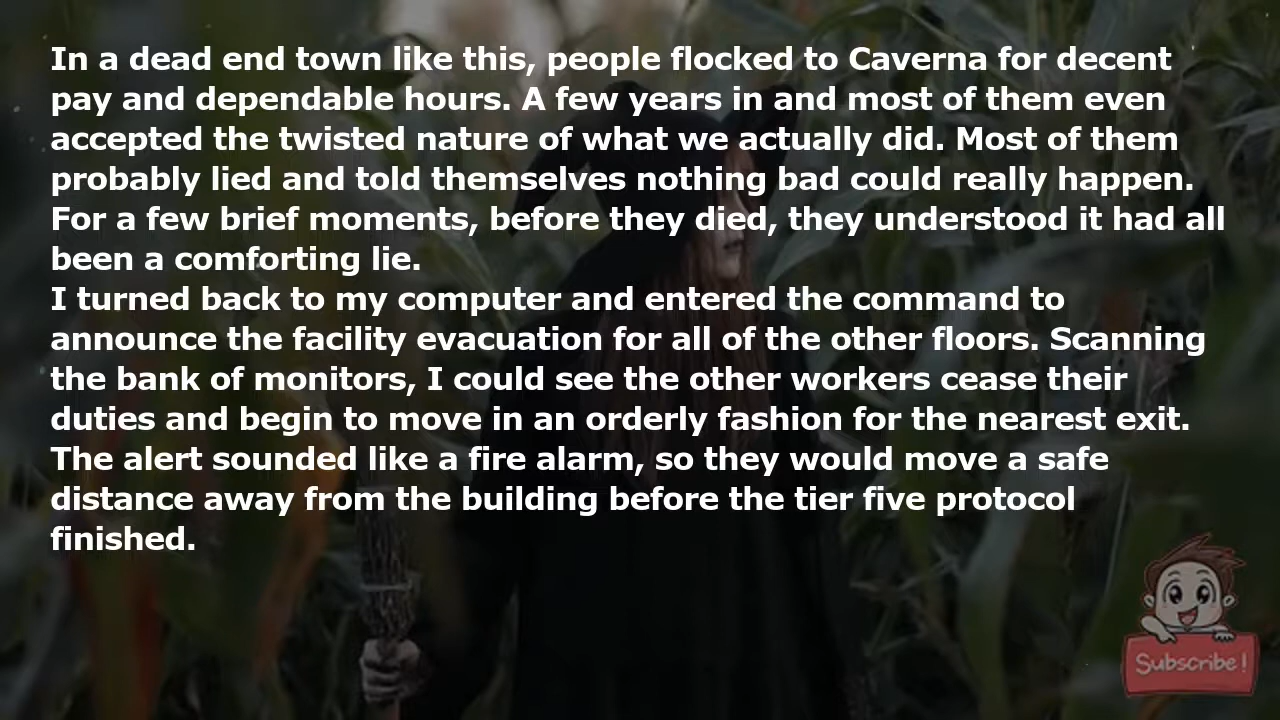 In a dead end town like this, people flocked to Caverna for decent
pay and dependable hours. A few years in and most of them even
accepted the twisted nature of what we actually did. Most of them
probably lied and told themselves nothing bad could really happen.
For a few brief moments, before they died, they understood it had all
been a comforting lie.
I turned back to my computer and entered the command to
announce the facility evacuation for all of the other floors. Scanning
the bank of monitors, I could see the other workers cease their
duties and begin to move in an orderly fashion for the nearest exit.
The alert sounded like a fire alarm, so they would move a safe
distance away from the building before the tier five protocol
finished.
Subscribe!